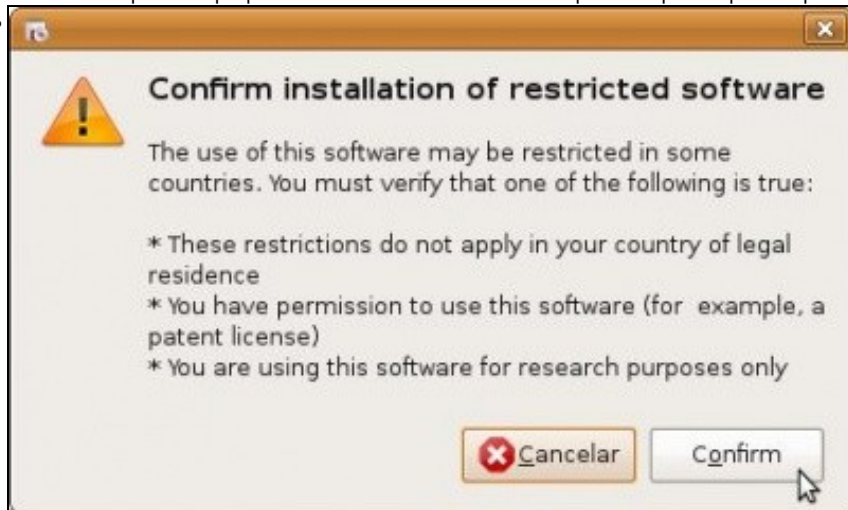 Confirm installation of restricted software
The use of this software may be restricted in some
countries. You must verify that one of the following is true:
* These restrictions do not apply in your country of legal
residence
* You have permission to use this software (for example, a
patent license)
* You are using this software for research purposes only
Cancelar Confirm